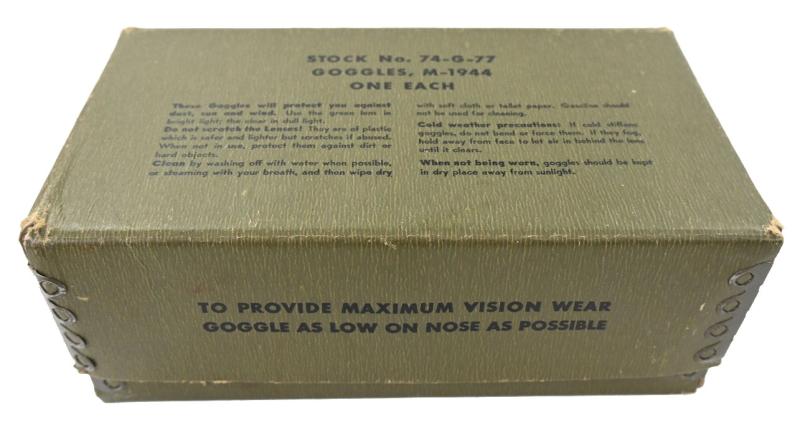 STOCK No. 74-G-77
GOGGLES, M-1944
ONE EACH
These Goggles will protect you against
dust, sun and wind. Use the green lens in
bright light; the clear in dull light.
Do not scratch the Lenses! They are of plastic
which is safer and lighter but scratches if abused.
When not in use, protect them against dirt or
hard objects.
Clean by washing off with water when possible,
or steaming with your breath, and then wipe dry
with soft cloth or toilet paper. Gasoline should
not be used for cleaning.
Cold weather precautions: If cold stiffens
goggles, do not bend or force them. If they fog,
hold away from face to let air in behind the lens
until it clears.
When not being worn, goggles should be kept
in dry place away from sunlight.
TO PROVIDE MAXIMUM VISION WEAR
GOGGLE AS LOW ON NOSE AS POSSIBLE